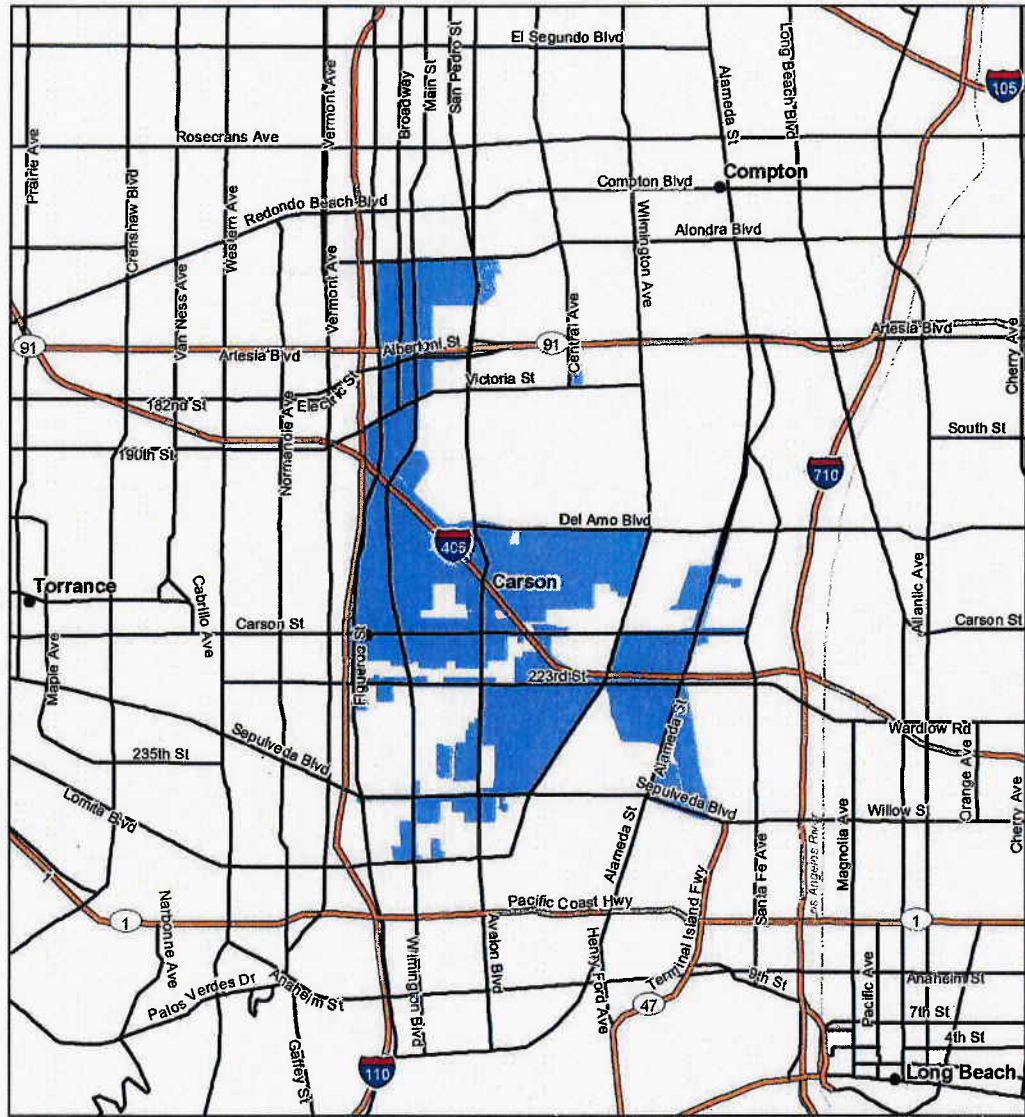 El Segundo Blvd
105
Vermont Ave
Broadway
Main St
San Pedro St
Alameda St
Long Beach Blvd
Rosecrans Ave
Prairie Ave
Crenshaw Blvd
Western Ave
Redondo Beach Blvd
Compton Blvd
Compton
Wilmington Ave
Alondra Blvd
Van Ness Ave
Vermont Ave
91
Artesia Blvd
Albertoni St
91
Central Ave
Artesia Blvd
Cherry Ave
182nd St
Electric St
Victoria St
Normandie Ave
190th St
South St
710
Del Amo Blvd
405
Torrance
Cabrillo Ave
Carson
Atlantic Ave
Carson St
Carson St
Maple Ave
Figueroa St
223rd St
Alameda St
Wardlow Rd
235th St
Sepulveda Blvd
Sepulveda Blvd
Orange Ave
Cherry Ave
Lomita Blvd
Willow St
Magnolia Ave
Los Angeles River
Alameda St
Santa Fe Ave
1
Narbonne Ave
Pacific Coast Hwy
1
Wilmington Blvd
Avalon Blvd
Henry Ford Ave
Terminal Island Fwy
Palos Verdes Dr
Anaheim St
9th St
Anaheim St
Pacific Ave
47
7th St
4th St
Gaffey St
110
Long Beach